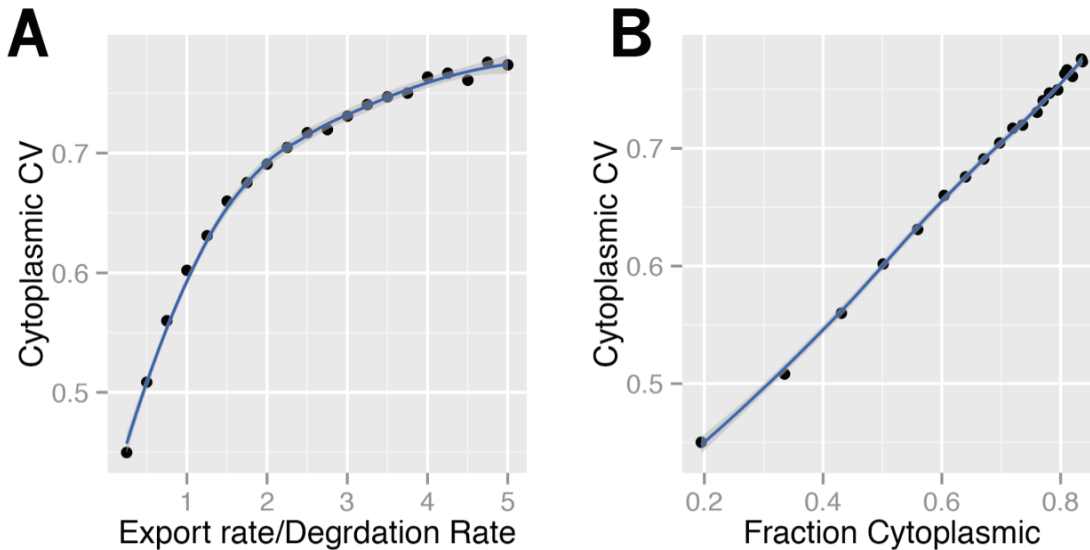 A
Cytoplasmic CV
0.7
0.6
0.5
1 2 3 4 5
Export rate/Degrdation Rate
B
Cytoplasmic CV
0.7
0.6
0.5
0.2 0.4 0.6 0.8
Fraction Cytoplasmic